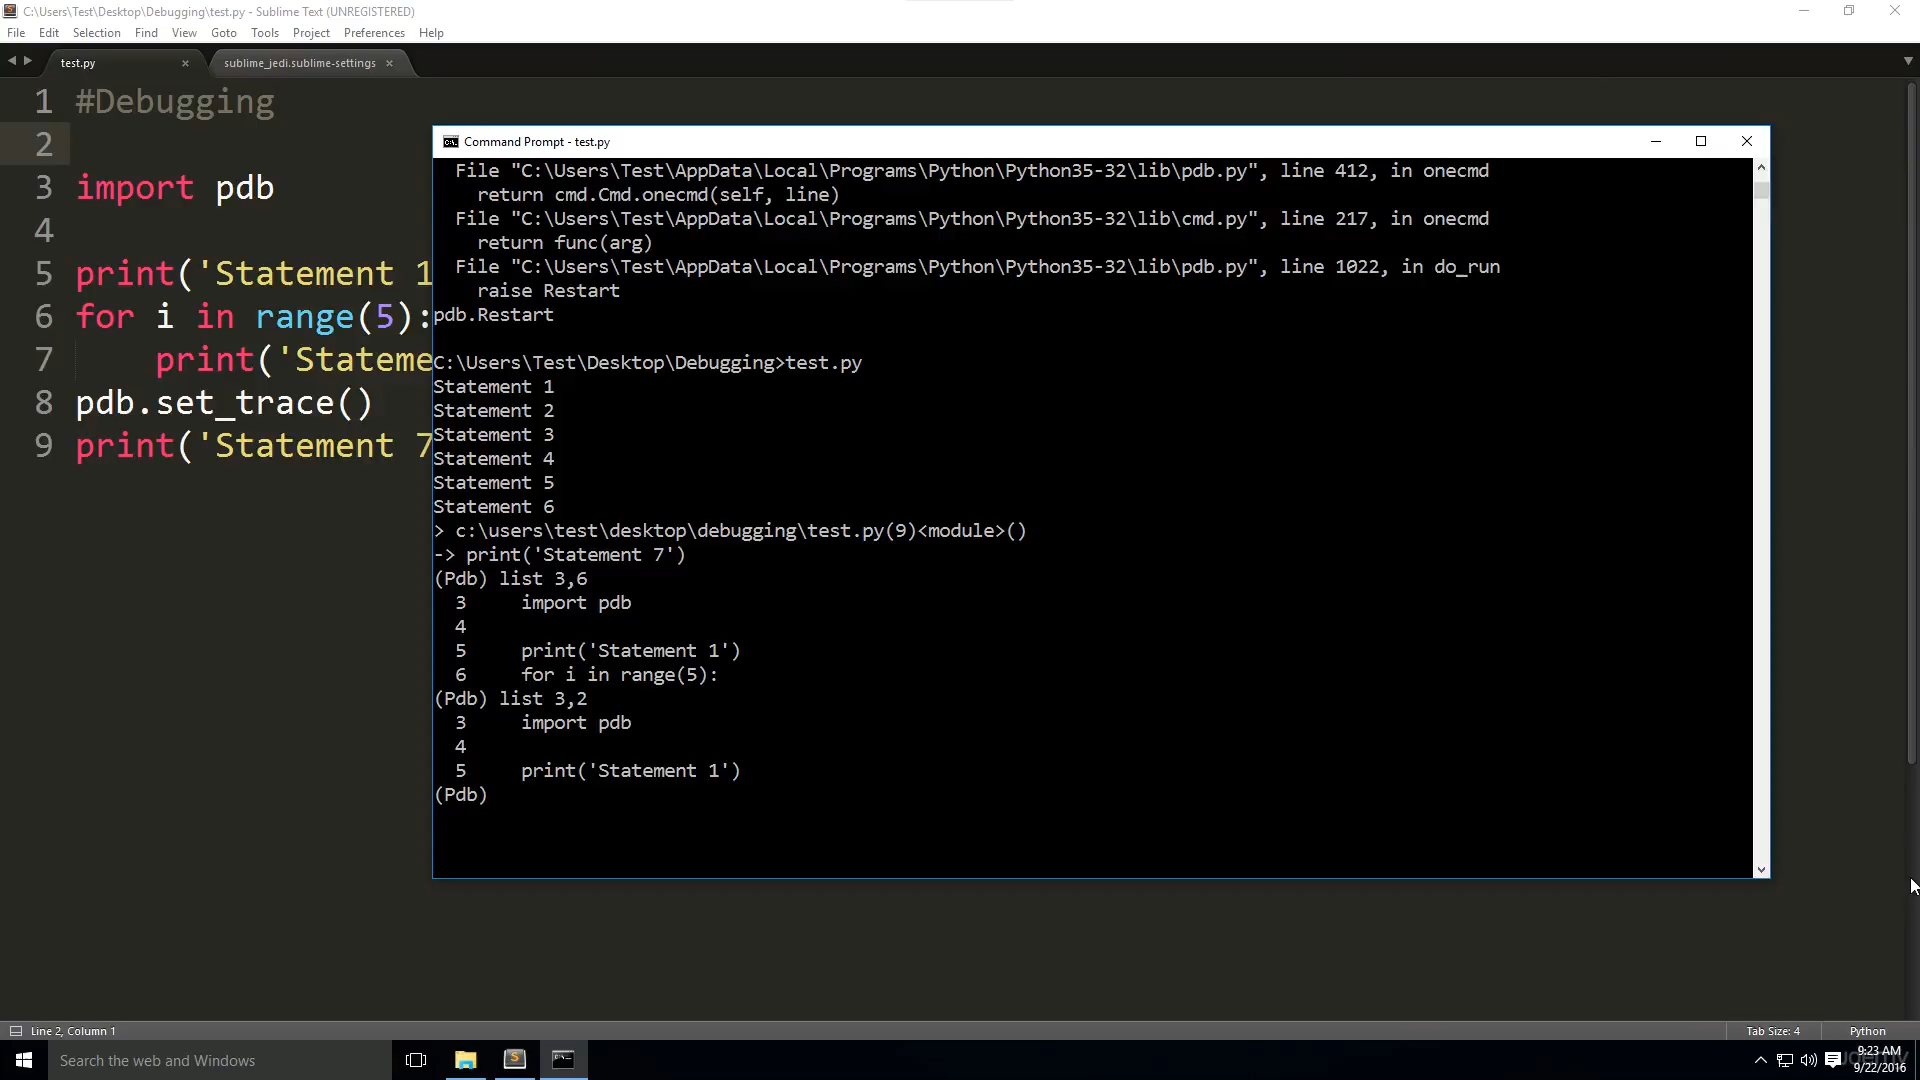 C:\Users\Test\Desktop\Debugging\test.py - Sublime Text (UNREGISTERED)
File Edit Selection Find View Goto Tools Project Preferences Help
test.py
sublime_jedi.sublime-settings
1 #Debugging
2
3 import pdb
4
5 print('Statement 1
6 for i in range(5):
7 print('Stateme
8 pdb.set_trace()
9 print('Statement 7
Command Prompt - test.py
File "C:\Users\Test\AppData\Local\Programs\Python\Python35-32\lib\pdb.py", line 412, in onecmd
return cmd.Cmd.onecmd(self, line)
File "C:\Users\Test\AppData\Local\Programs\Python\Python35-32\lib\cmd.py", line 217, in onecmd
return func(arg)
File "C:\Users\Test\AppData\Local\Programs\Python\Python35-32\lib\pdb.py", line 1022, in do_run
raise Restart
pdb.Restart
C:\Users\Test\Desktop\Debugging>test.py
Statement 1
Statement 2
Statement 3
Statement 4
Statement 5
Statement 6
> c:\users\test\desktop\debugging\test.py(9)<module>()
-> print('Statement 7')
(Pdb) list 3,6
3 import pdb
4
5 print('Statement 1')
6 for i in range(5):
(Pdb) list 3,2
3 import pdb
4
5 print('Statement 1')
(Pdb)
Line 2, Column 1
Tab Size: 4
Python
Search the web and Windows
9:23 AM
9/22/2016